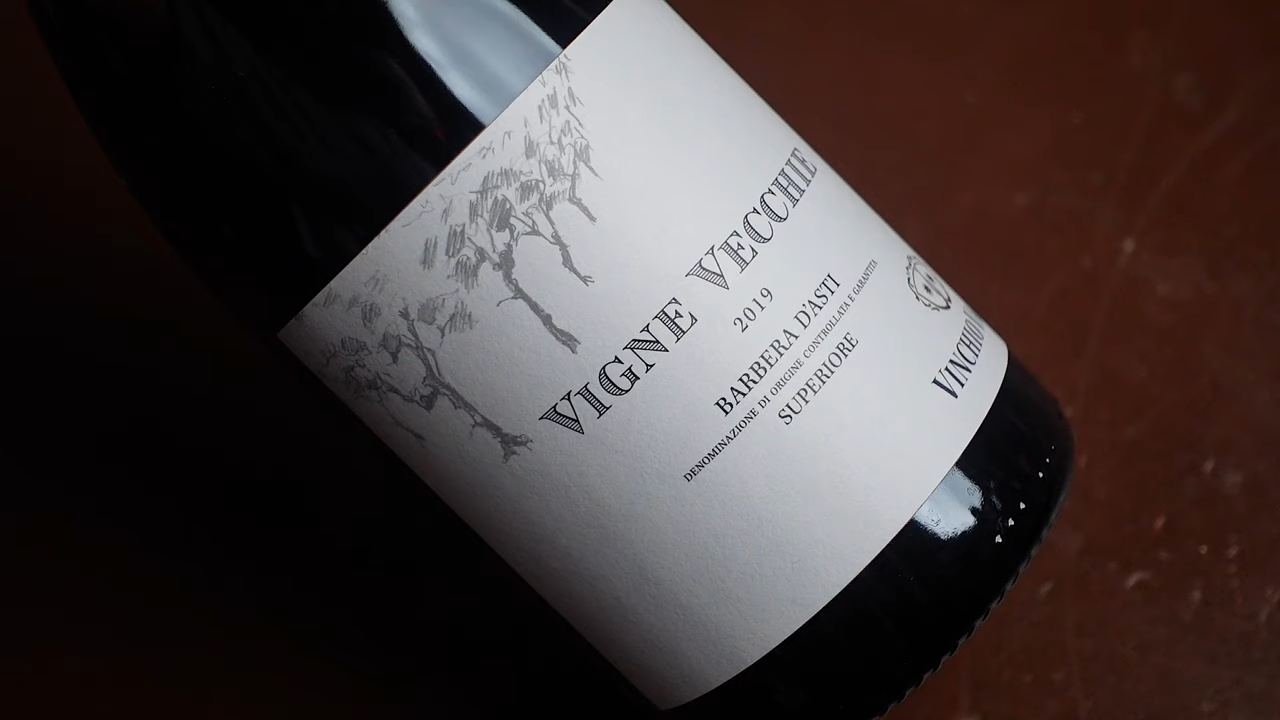 VIGNE VECCHIE
2019
BARBERA D'ASTI
DENOMINAZIONE DI ORIGINE CONTROLLATA E GARANTITA
SUPERIORE